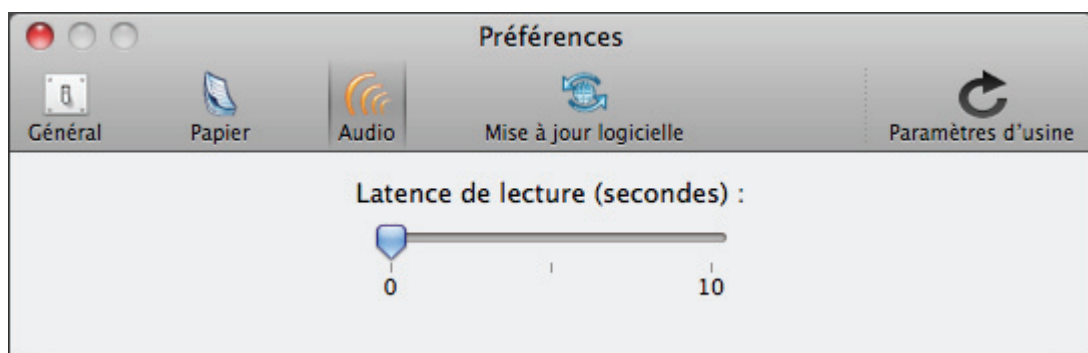 Préférences
Général Papier Audio Mise à jour logicielle Paramètres d'usine
Latence de lecture (secondes) :
0 10